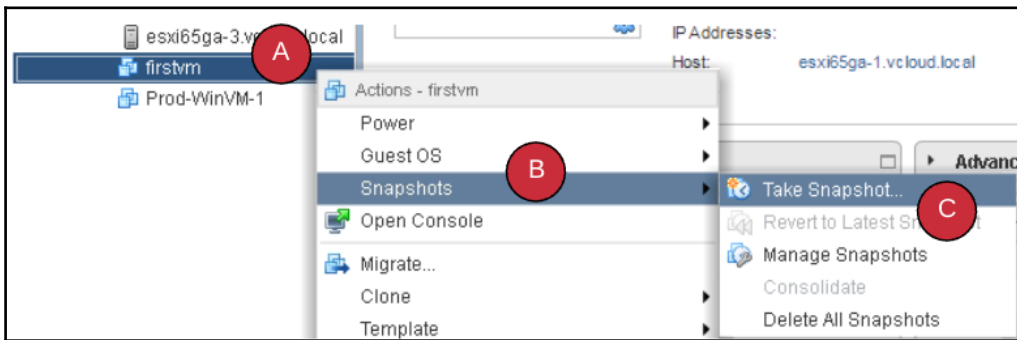 esxi65ga-3.v local
A
firstvm
Prod-WinVM-1
IP Addresses:
Host: esxi65ga-1.vcloud.local
Actions - firstvm
Power
Guest OS
B
Snapshots
Open Console
Migrate...
Clone
Template
Advanc
Take Snapshot...
C
Revert to Latest Sn t
Manage Snapshots
Consolidate
Delete All Snapshots